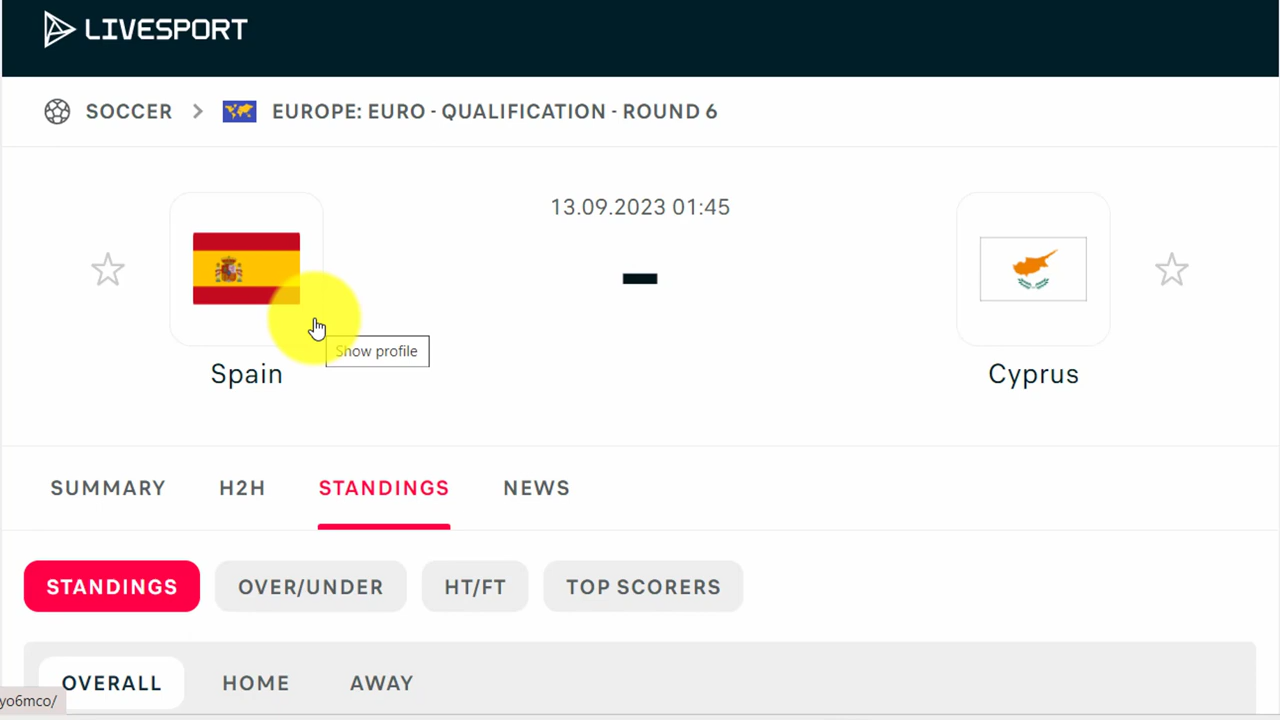 LIVESPORT
SOCCER > EUROPE: EURO - QUALIFICATION - ROUND 6
13.09.2023 01:45
-
Show profile
Spain
Cyprus
SUMMARY H2H STANDINGS NEWS
STANDINGS OVER/UNDER HT/FT TOP SCORERS
OVERALL HOME AWAY
yo6mco/